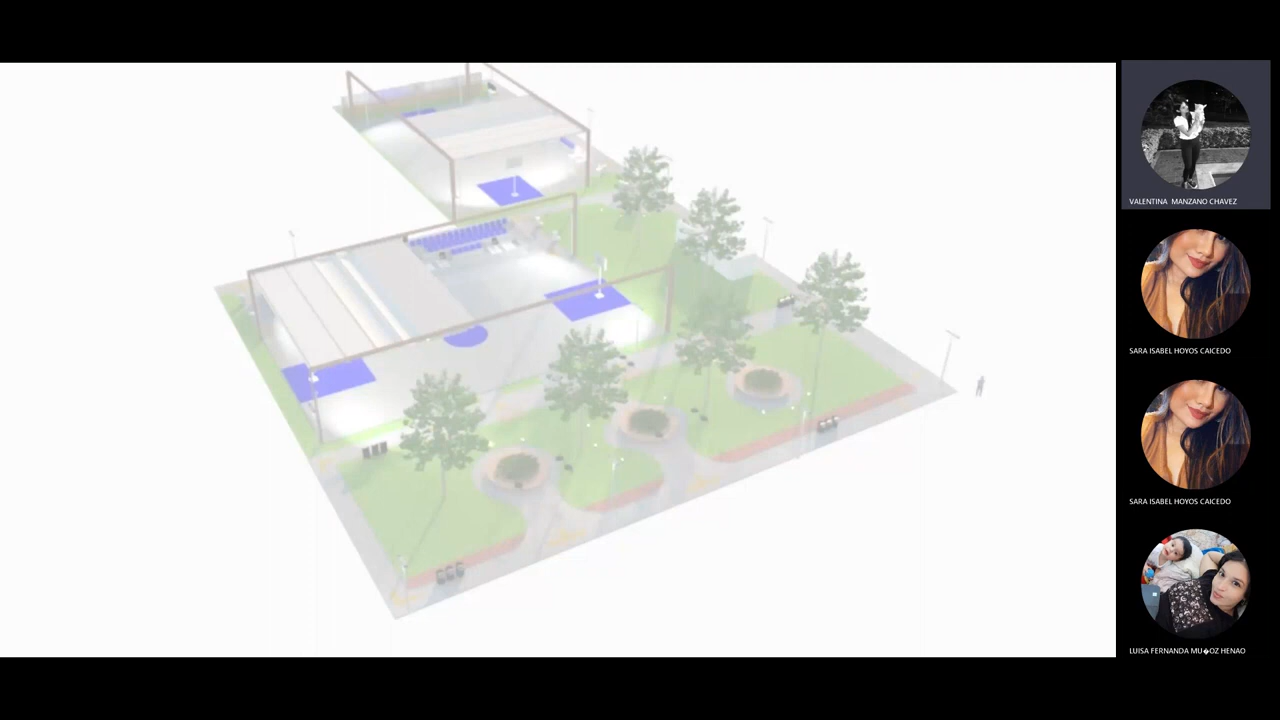 VALENTINA MANZANO CHAVEZ
SARA ISABEL HOYOS CAICEDO
SARA ISABEL HOYOS CAICEDO
LUISA FERNANDA MU�OZ HENAO